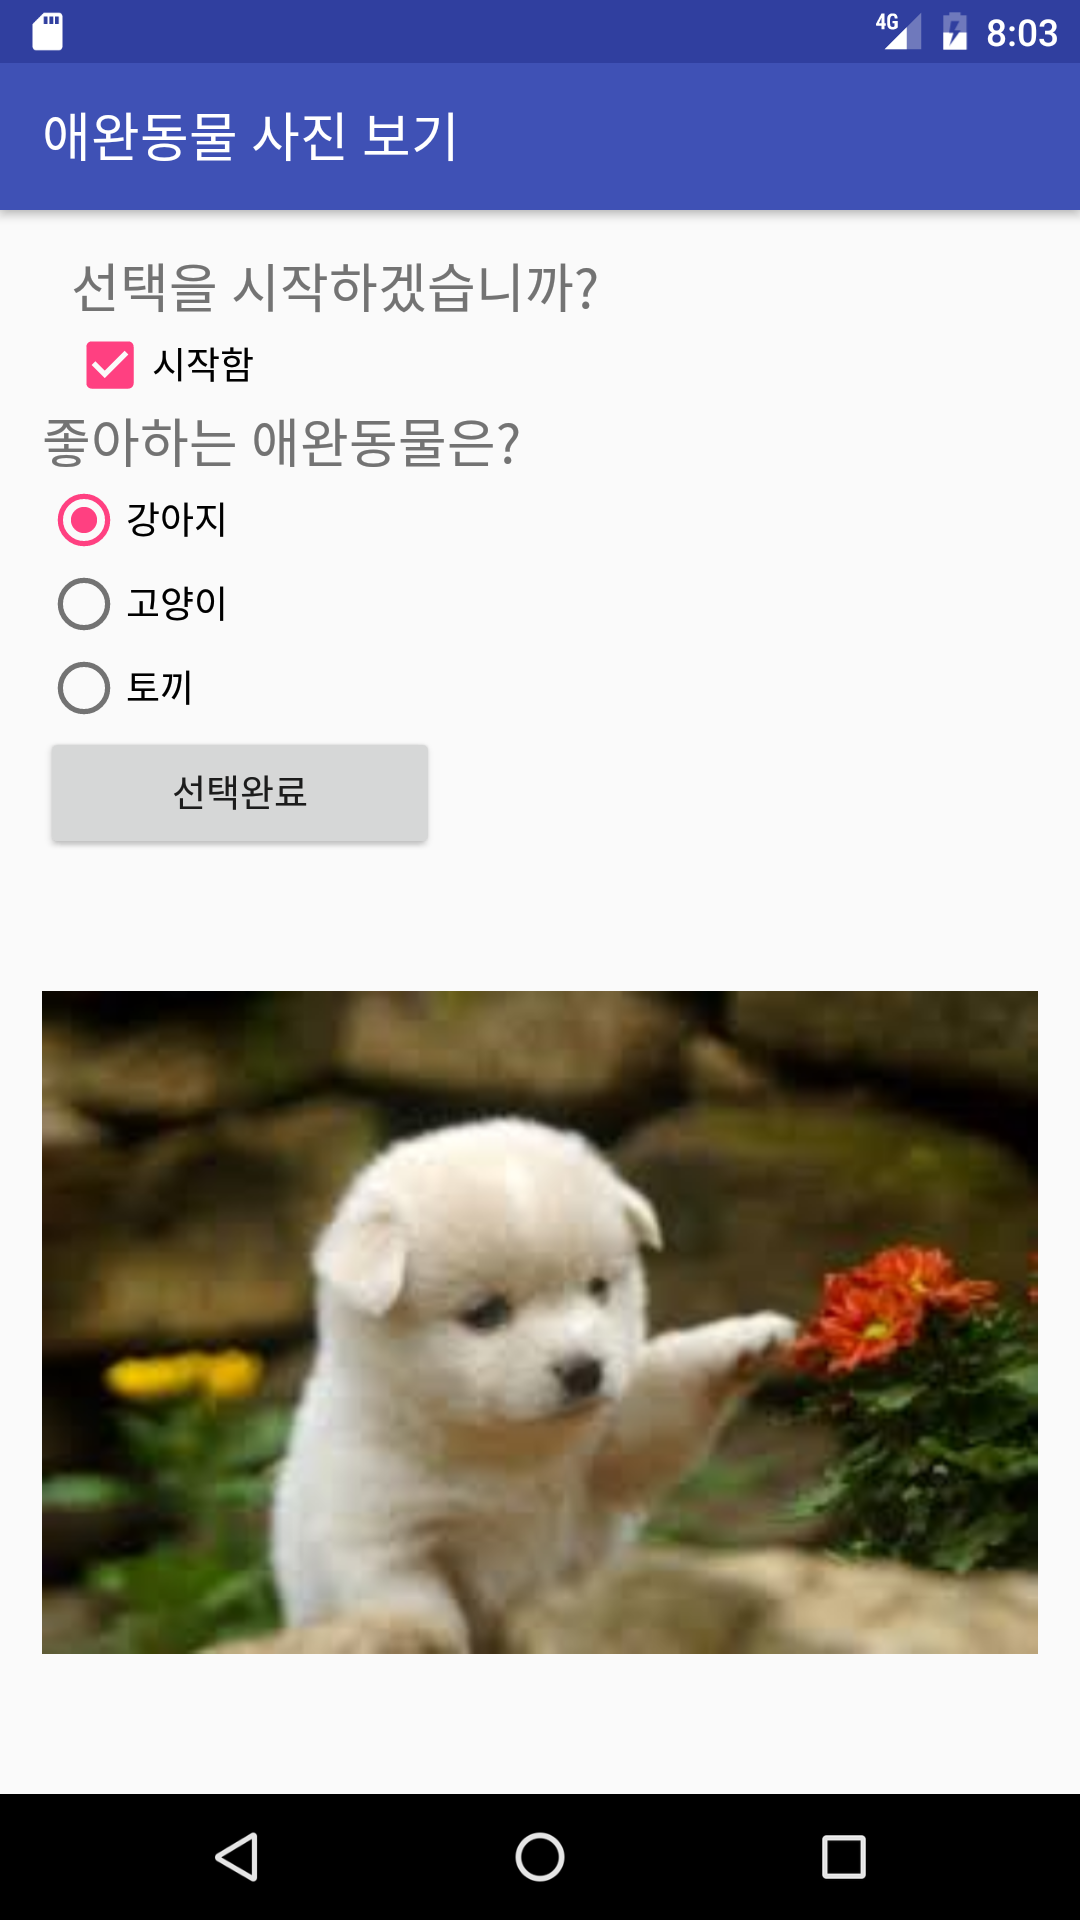 4G 8:03
애완동물 사진 보기
선택을 시작하겠습니까?
시작함
좋아하는 애완동물은?
강아지
고양이
토끼
선택완료